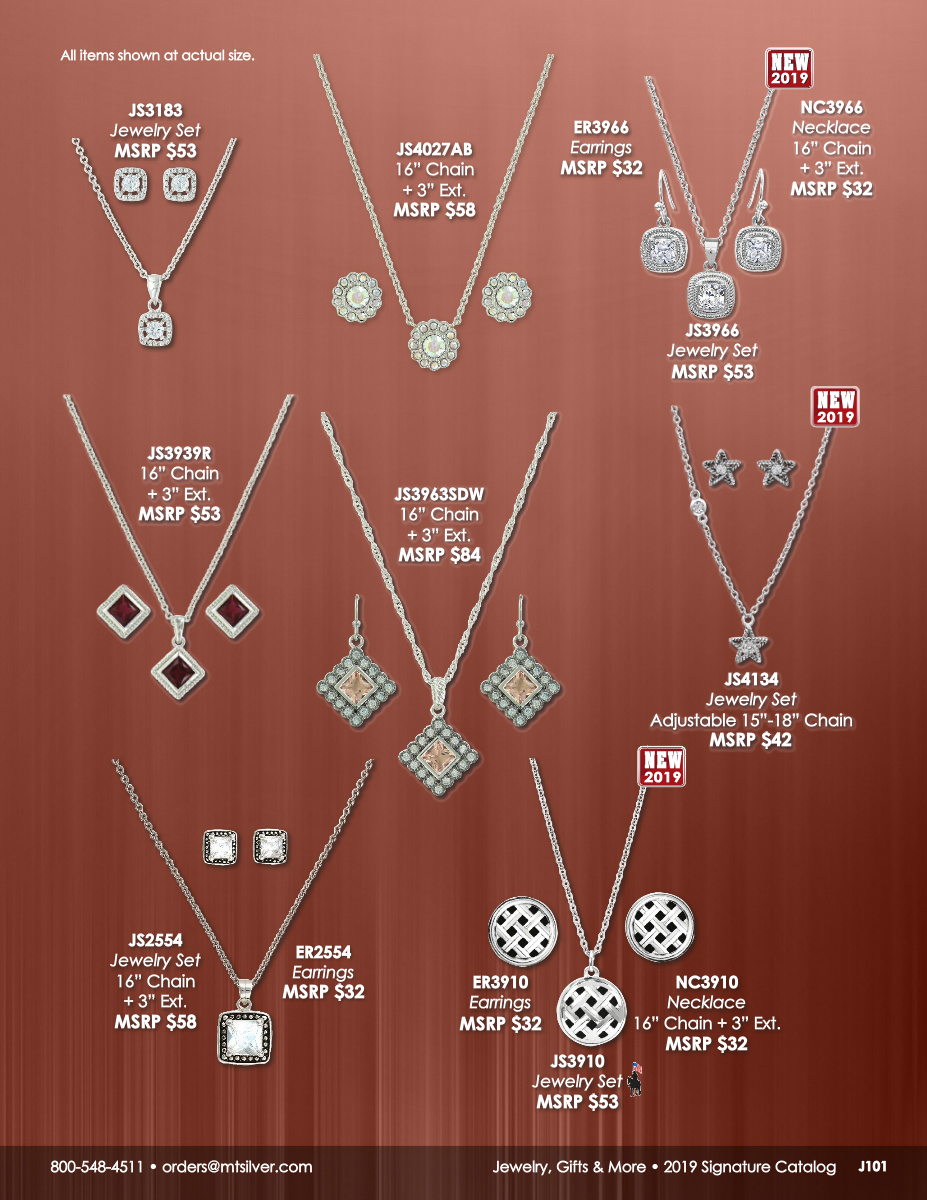 All items shown at actual size.
JS3183
Jewelry Set
MSRP $53
JS4027AB
16” Chain
+ 3” Ext.
MSRP $58
NEW
2019
ER3966
Earrings
MSRP $32
NC3966
Necklace
16” Chain
+ 3” Ext.
MSRP $32
JS3966
Jewelry Set
MSRP $53
JS3939R
16” Chain
+ 3” Ext.
MSRP $53
JS3963SDW
16” Chain
+ 3” Ext.
MSRP $84
NEW
2019
JS4134
Jewelry Set
Adjustable 15”-18” Chain
MSRP $42
JS2554
Jewelry Set
16” Chain
+ 3” Ext.
MSRP $58
ER2554
Earrings
MSRP $32
NEW
2019
ER3910
Earrings
MSRP $32
NC3910
Necklace
16” Chain + 3” Ext.
MSRP $32
JS3910
Jewelry Set
MSRP $53
800-548-4511 • orders@mtsilver.com
Jewelry, Gifts & More • 2019 Signature Catalog J101